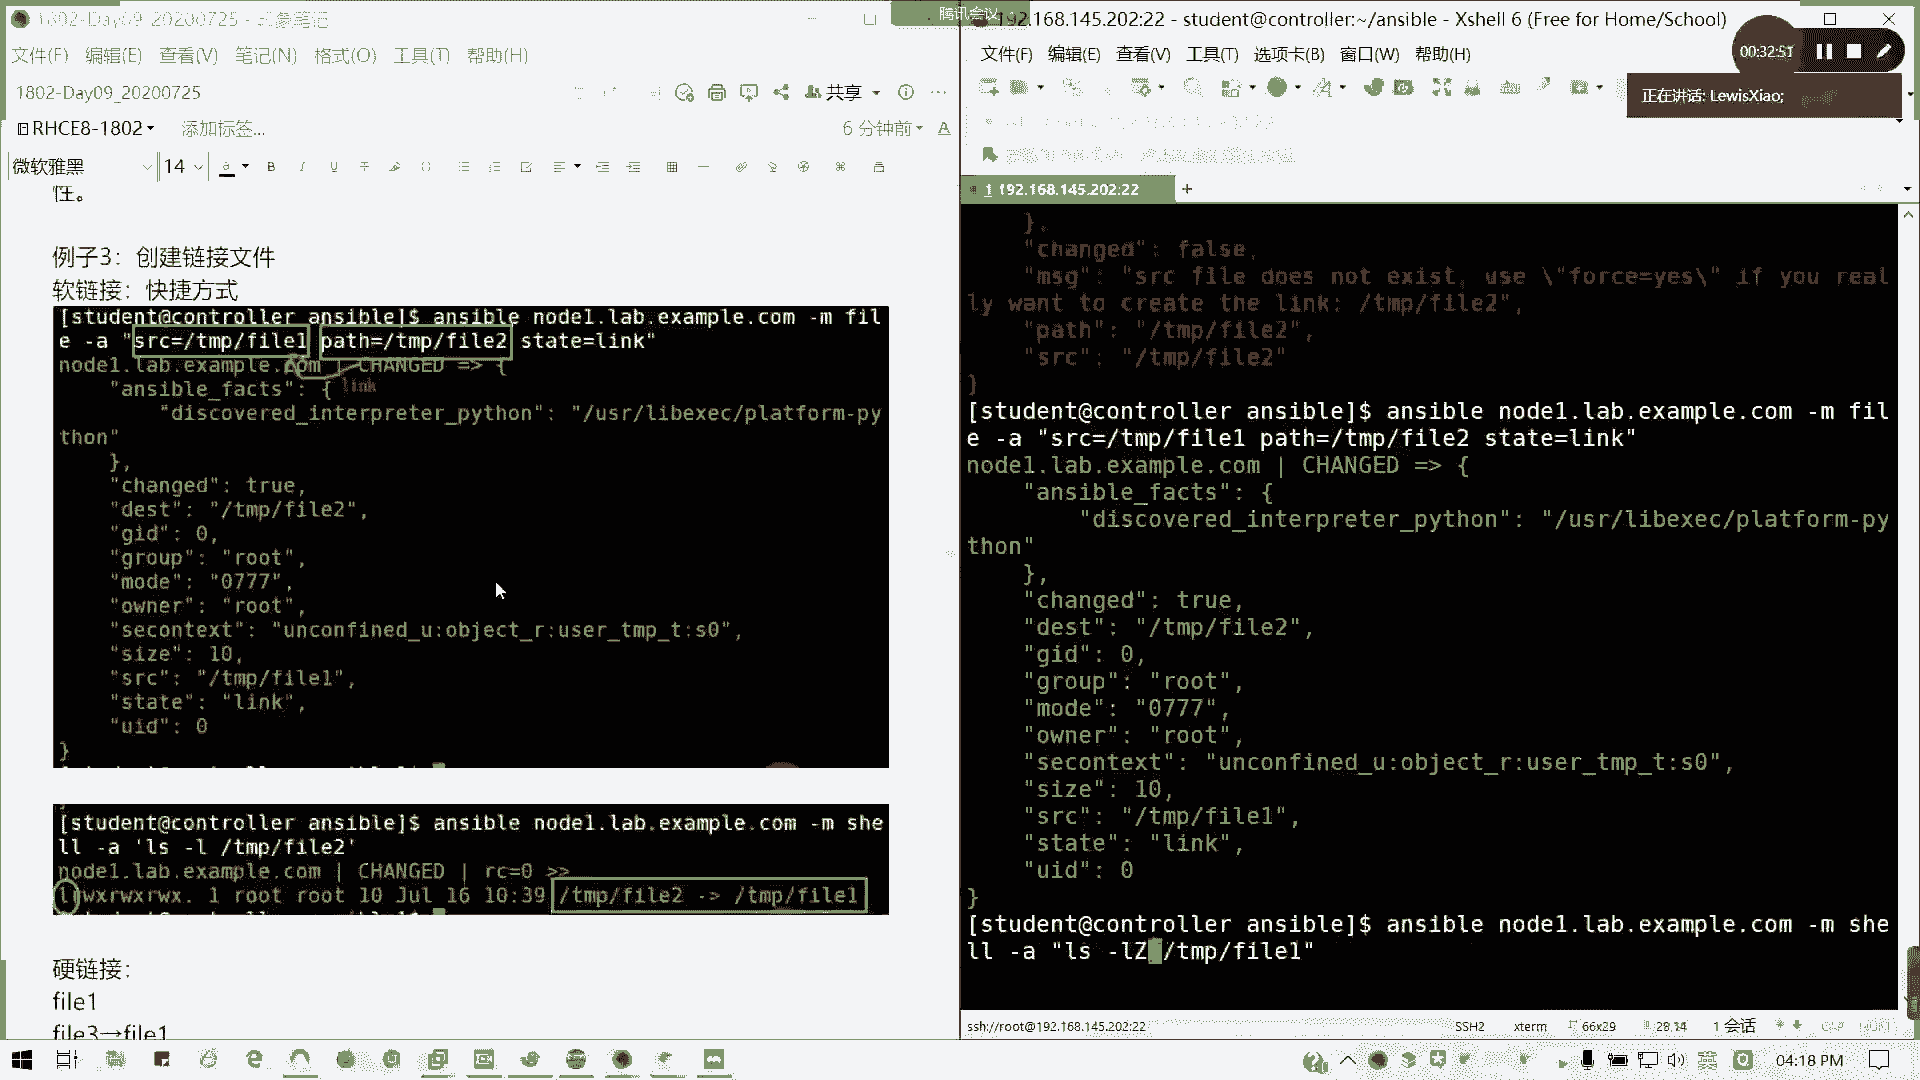 1802-Day09_20200725 - 印象笔记
文件(F) 编辑(E) 查看(V) 笔记(N) 格式(O) 工具(T) 帮助(H)
1802-Day09_20200725
共享
RHCE8-1802
添加标签...
6 分钟前
微软雅黑
14
性。
例子3：创建链接文件
软链接：快捷方式
[student@controller ansible]$ ansible node1.lab.example.com -m fil
e -a "src=/tmp/file1 path=/tmp/file2 state=link"
node1.lab.example.com | CHANGED => {
link
"ansible_facts": {
"discovered_interpreter_python": "/usr/libexec/platform-py
thon"
},
"changed": true,
"dest": "/tmp/file2",
"gid": 0,
"group": "root",
"mode": "0777",
"owner": "root",
"secontext": "unconfined_u:object_r:user_tmp_t:s0",
"size": 10,
"src": "/tmp/file1",
"state": "link",
"uid": 0
}
[student@controller ansible]$ ansible node1.lab.example.com -m she
ll -a 'ls -l /tmp/file2'
node1.lab.example.com | CHANGED | rc=0 >>
lrwxrwxrwx. 1 root root 10 Jul 16 10:39 /tmp/file2 -> /tmp/file1
硬链接：
file1
file3→file1
腾讯会议
192.168.145.202:22 - student@controller:~/ansible - Xshell 6 (Free for Home/School)
文件(F) 编辑(E) 查看(V) 工具(T) 选项卡(B) 窗口(W) 帮助(H)
00:32:51
正在讲话: LewisXiao;
1 192.168.145.202:22
},
"changed": false,
"msg": "src file does not exist, use \"force=yes\" if you real
ly want to create the link: /tmp/file2",
"path": "/tmp/file2",
"src": "/tmp/file2"
}
[student@controller ansible]$ ansible node1.lab.example.com -m fil
e -a "src=/tmp/file1 path=/tmp/file2 state=link"
node1.lab.example.com | CHANGED => {
"ansible_facts": {
"discovered_interpreter_python": "/usr/libexec/platform-py
thon"
},
"changed": true,
"dest": "/tmp/file2",
"gid": 0,
"group": "root",
"mode": "0777",
"owner": "root",
"secontext": "unconfined_u:object_r:user_tmp_t:s0",
"size": 10,
"src": "/tmp/file1",
"state": "link",
"uid": 0
}
[student@controller ansible]$ ansible node1.lab.example.com -m she
ll -a "ls -lZ /tmp/file1"
ssh://root@192.168.145.202:22
SSH2
xterm
66x29
28,14
1 会话
CAP NUM
英
04:18 PM